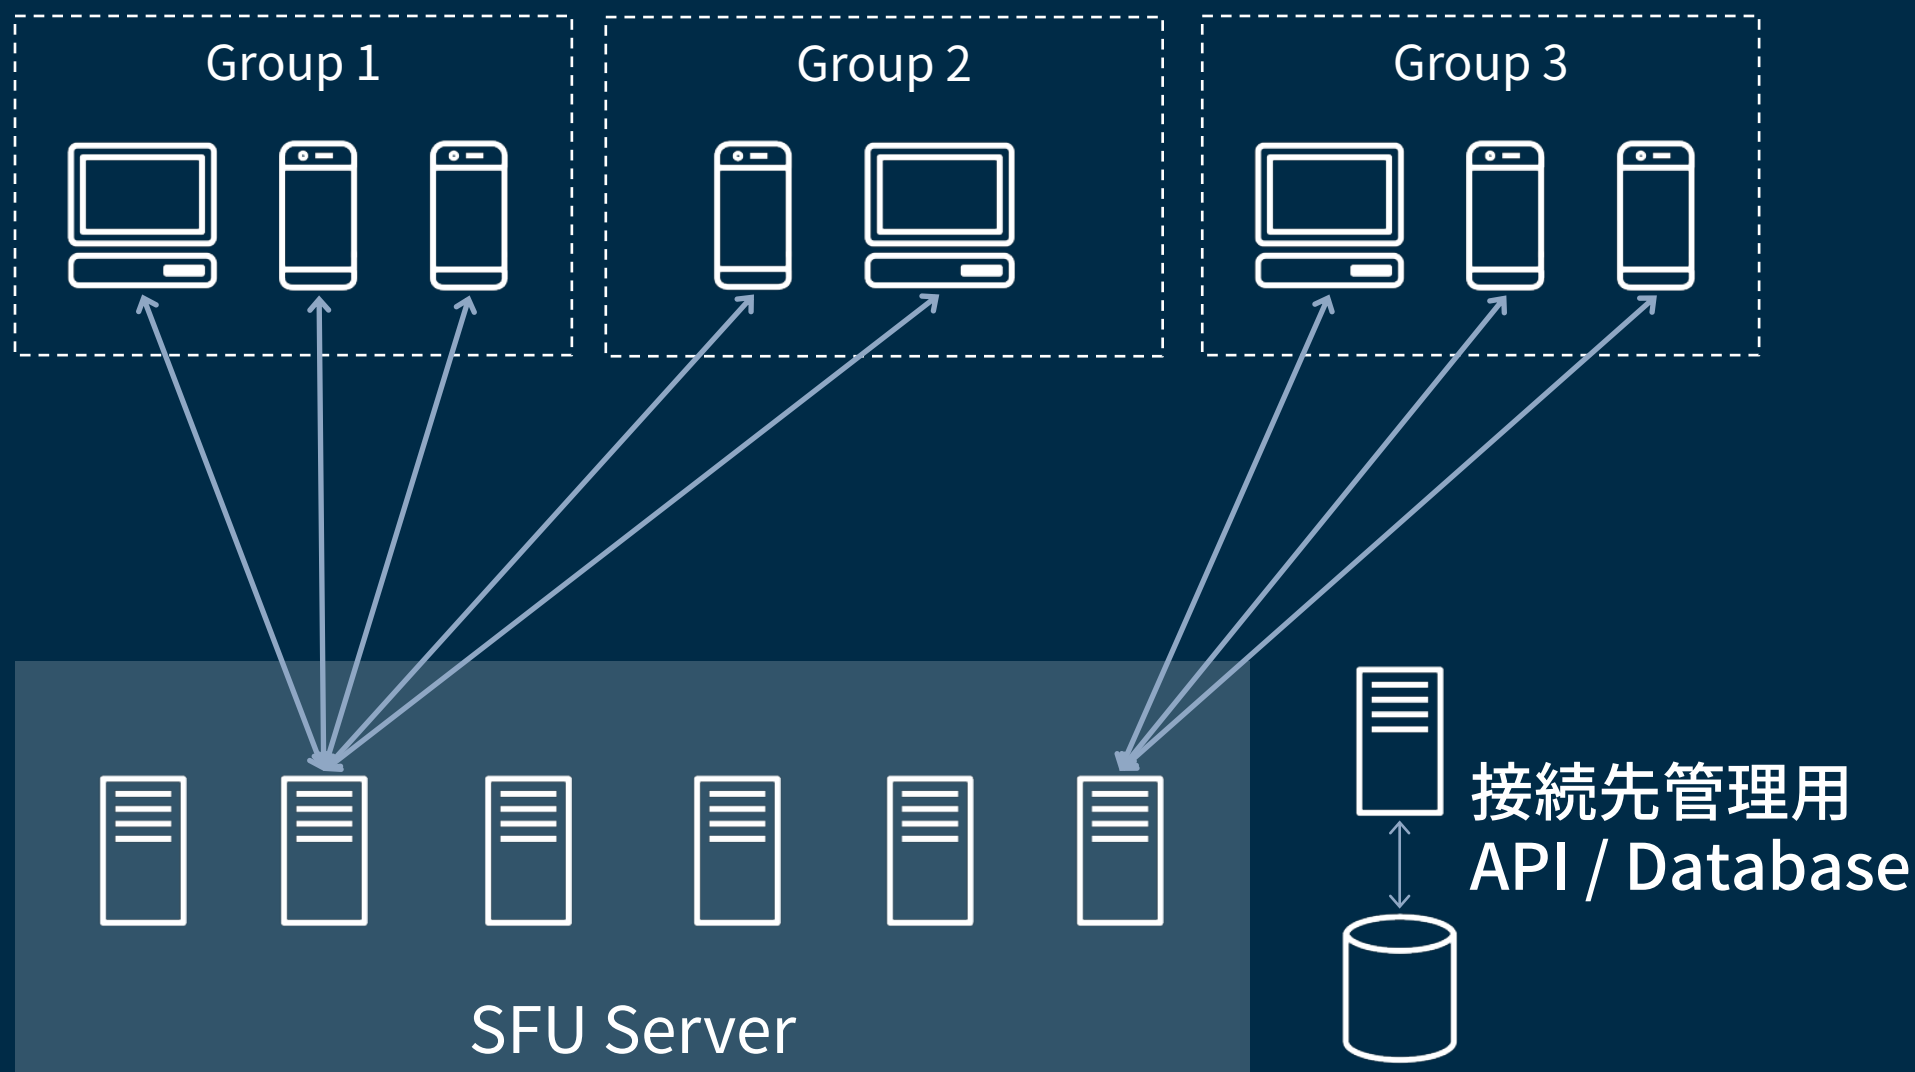 Group 1
Group 2
Group 3
接続先管理用
API / Database
SFU Server